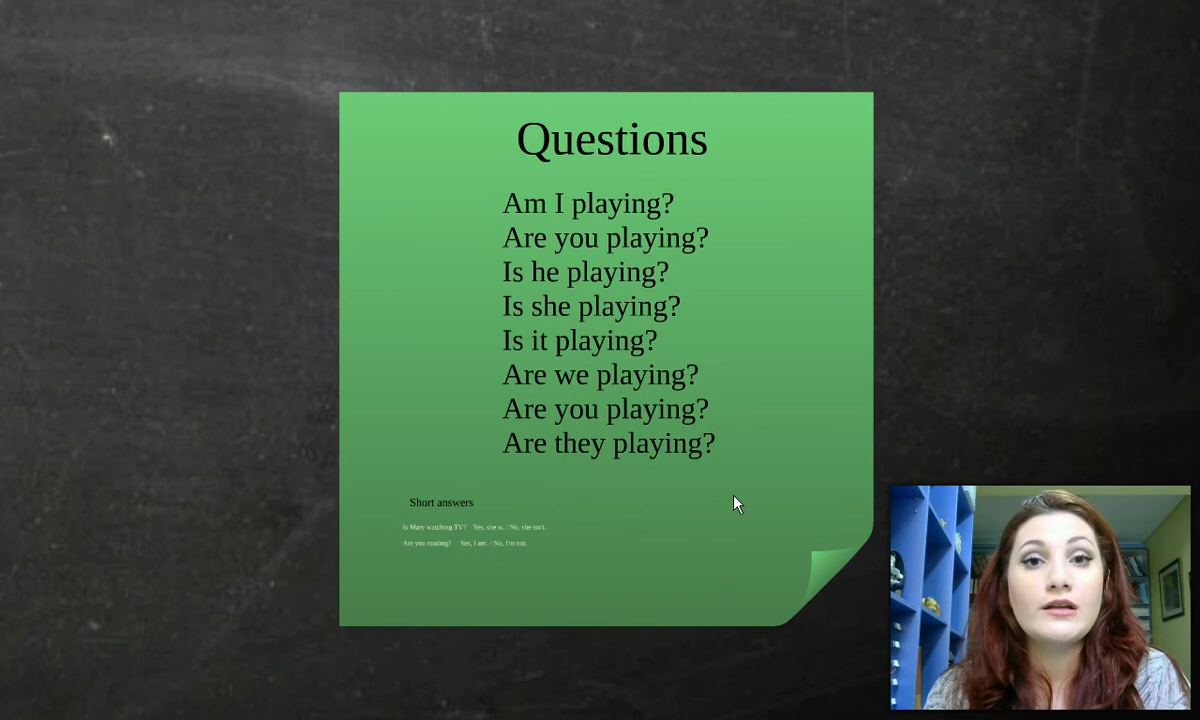 Questions
Am I playing?
Are you playing?
Is he playing?
Is she playing?
Is it playing?
Are we playing?
Are you playing?
Are they playing?
Short answers
Is Mary watching TV? Yes, she is. / No, she isn't.
Are you reading? Yes, I am. / No, I'm not.